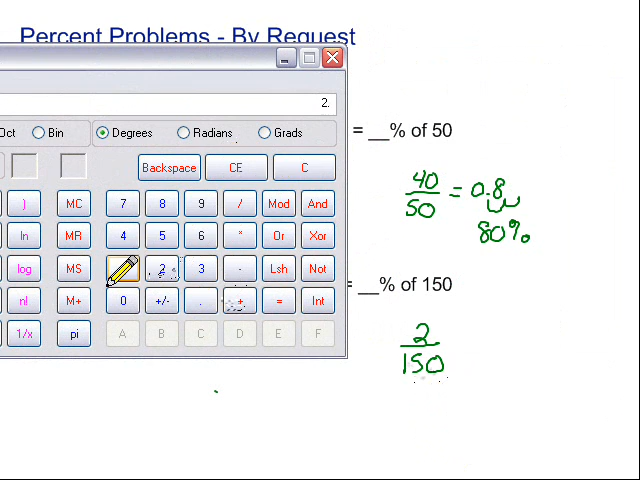 Percent Problems - By Request
2.
Oct Bin Degrees Radians Grads
= __% of 50
Backspace CE C
) MC 7 8 9 / Mod And
40
50
= 0.8
80%
ln MR 4 5 6 * Or Xor
log MS 2 3 - Lsh Not
= __% of 150
n! M+ 0 +/- . + = Int
1/x pi A B C D E F
2
150